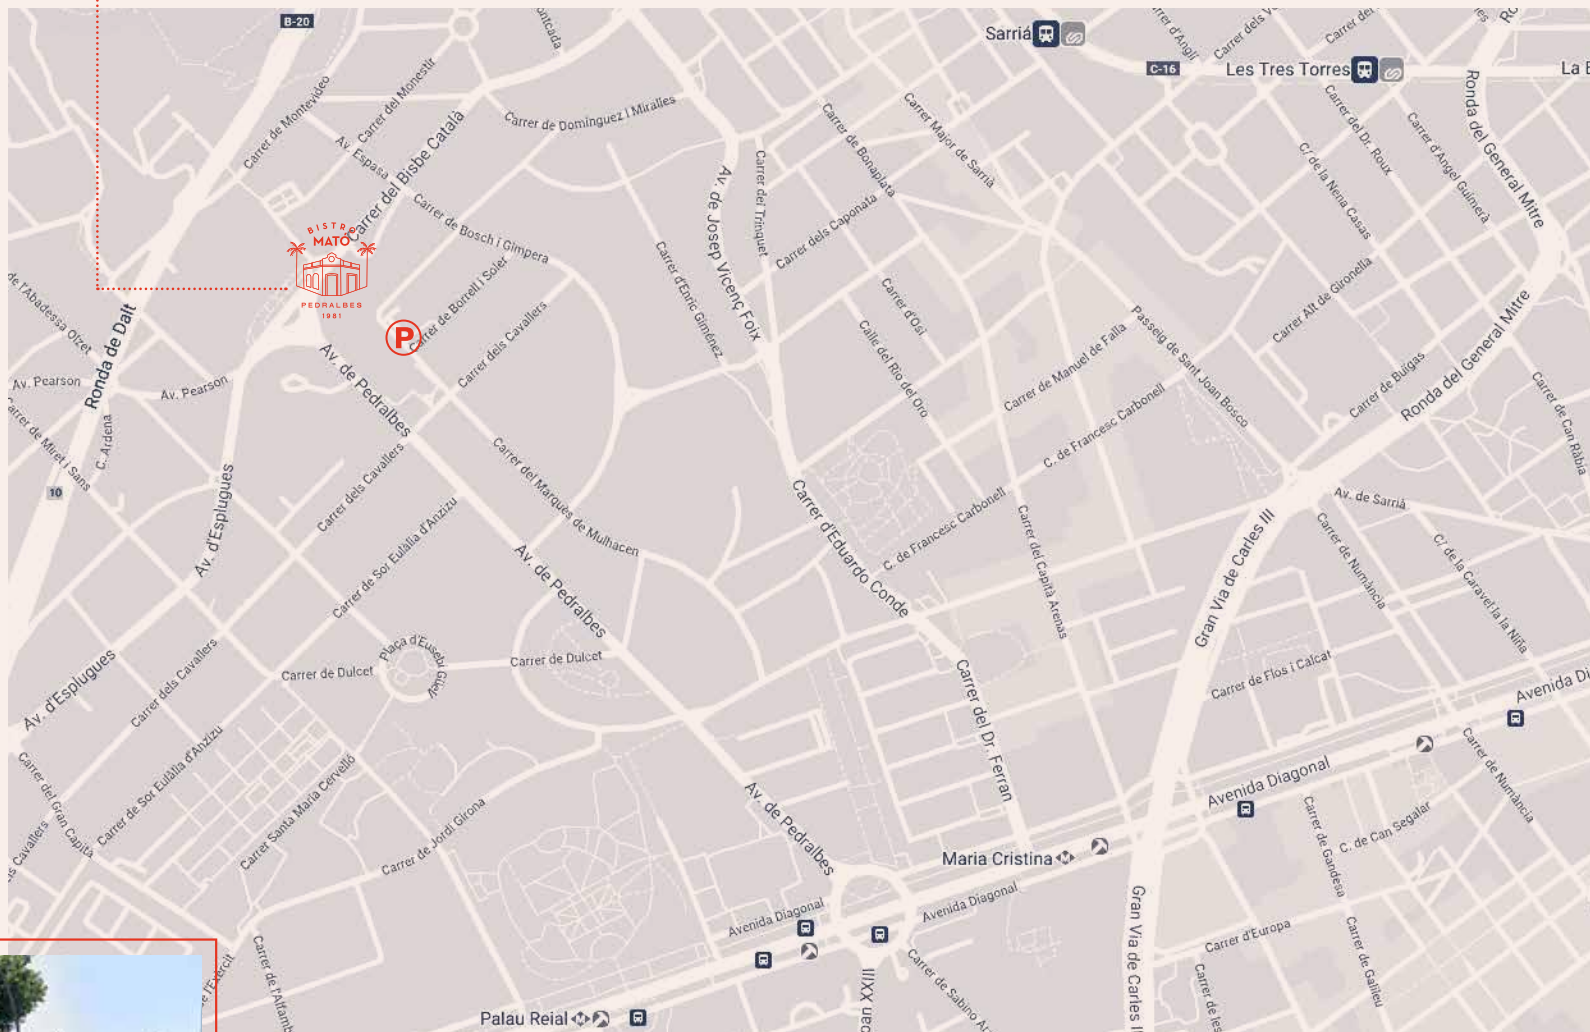 B-20
Sarriá
C-16
Les Tres Torres
Carrer Major de Sarrià
Carrer de Montevideo
Carrer del Monestir
Av. Espasa
Carrer del Bisbe Català
Carrer de Domínguez i Miralles
Carrer de Bonaplata
Carrer del Dr. Roux
Carrer d'Àngel Guimerà
C/ de la Nena Casas
Ronda del General Mitre
Carrer de Bosch i Gimpera
Av. de Josep Vicenç Foix
Carrer del Trinquet
Carrer dels Caponata
BISTRO
MATÓ
PEDRALBES
1981
P
Carrer de Borrell i Soler
Carrer dels Cavallers
Carrer d'Enric Giménez
Carrer d'Osi
Calle del Rio del Oro
Carrer de Manuel de Falla
Passeig de Sant Joan Bosco
Carrer Alt de Gironella
Carrer de Buigas
Ronda del General Mitre
Carrer de Can Ràbia
de l'Abadessa Olzet
Ronda de Dalt
Av. Pearson
Av. Pearson
Carrer de Miret i Sans
C. Ardena
10
Av. de Pedralbes
Carrer dels Cavallers
Carrer del Marquès de Mulhacen
C. de Francesc Carbonell
C. de Francesc Carbonell
Carrer d'Eduardo Conde
Carrer del Capità Arenas
Av. de Sarrià
Carrer de Numància
C/ de la Caravel·la la Niña
Gran Via de Carles III
Av. d'Esplugues
Carrer de Sor Eulàlia d'Anzizu
Av. de Pedralbes
Plaça d'Eusebi Güell
Carrer de Dulcet
Carrer de Dulcet
Carrer dels Cavallers
Av. d'Esplugues
Carrer de Flos i Calcat
Carrer del Dr. Ferran
Avenida Di
Carrer del Gran Capità
Carrer de Sor Eulàlia d'Anzizu
Carrer Santa Maria Cervelló
Carrer de Jordi Girona
Av. de Pedralbes
Avenida Diagonal
Carrer de Numància
C. de Can Segalar
Carrer de Gandesa
Maria Cristina
Avenida Diagonal
Avenida Diagonal
Gran Via de Carles II
Carrer d'Europa
Carrer de Galileu
Carrer de les
Carrer de Sabino Ar
Carrer de l'Alfamb
Palau Reial